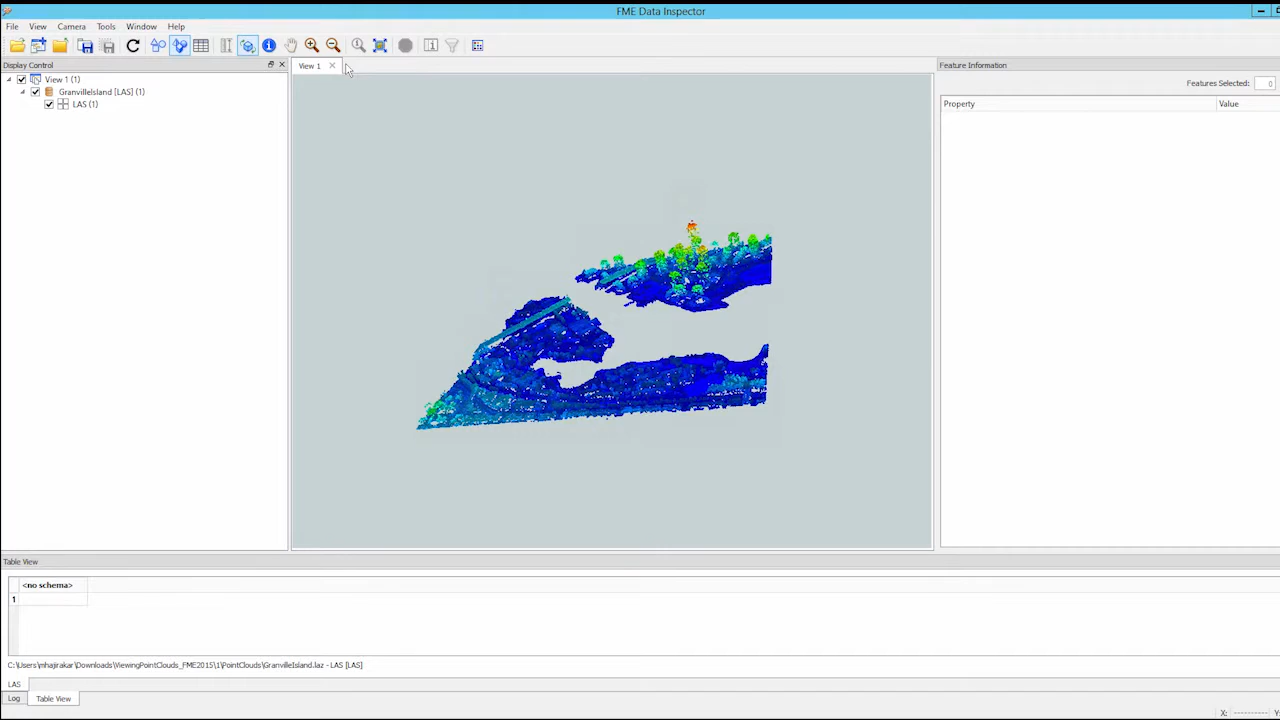 FME Data Inspector
File View Camera Tools Window Help
Display Control
View 1
Feature Information
View 1 (1)
Features Selected: 0
GranvilleIsland [LAS] (1)
LAS (1)
Property Value
Table View
<no schema>
1
C:\Users\mhajirakar\Downloads\ViewingPointClouds_FME2015\1\PointClouds\GranvilleIsland.laz - LAS [LAS]
LAS
Log Table View
X: ---------- Y: